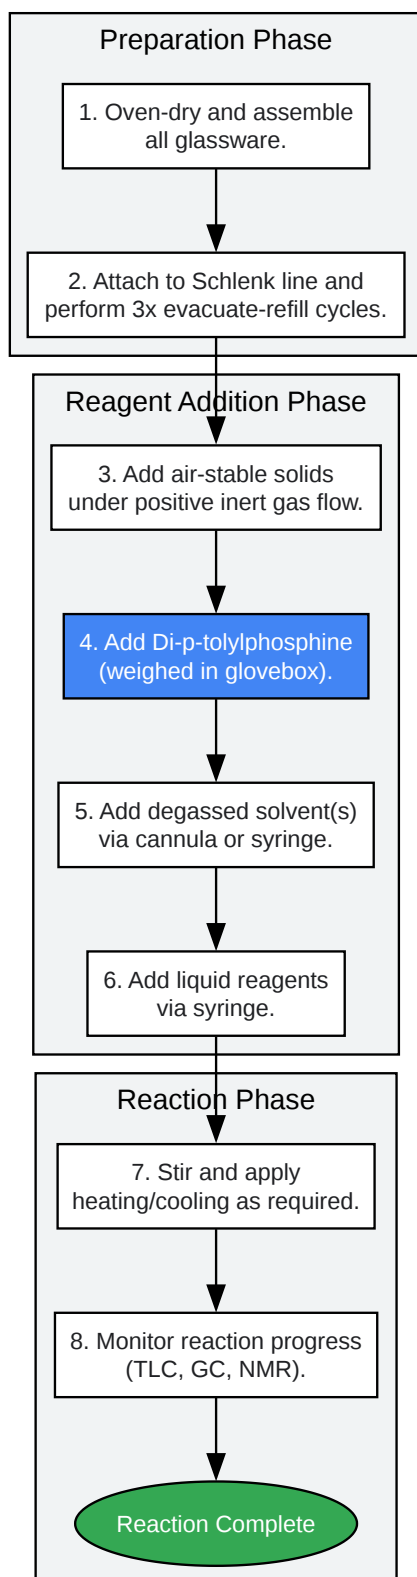 Preparation Phase
1. Oven-dry and assemble
all glassware.
2. Attach to Schlenk line and
perform 3x evacuate-refill cycles.
Reagent Addition Phase
3. Add air-stable solids
under positive inert gas flow.
4. Add Di-p-tolylphosphine
(weighed in glovebox).
5. Add degassed solvent(s)
via cannula or syringe.
6. Add liquid reagents
via syringe.
Reaction Phase
7. Stir and apply
heating/cooling as required.
8. Monitor reaction progress
(TLC, GC, NMR).
Reaction Complete